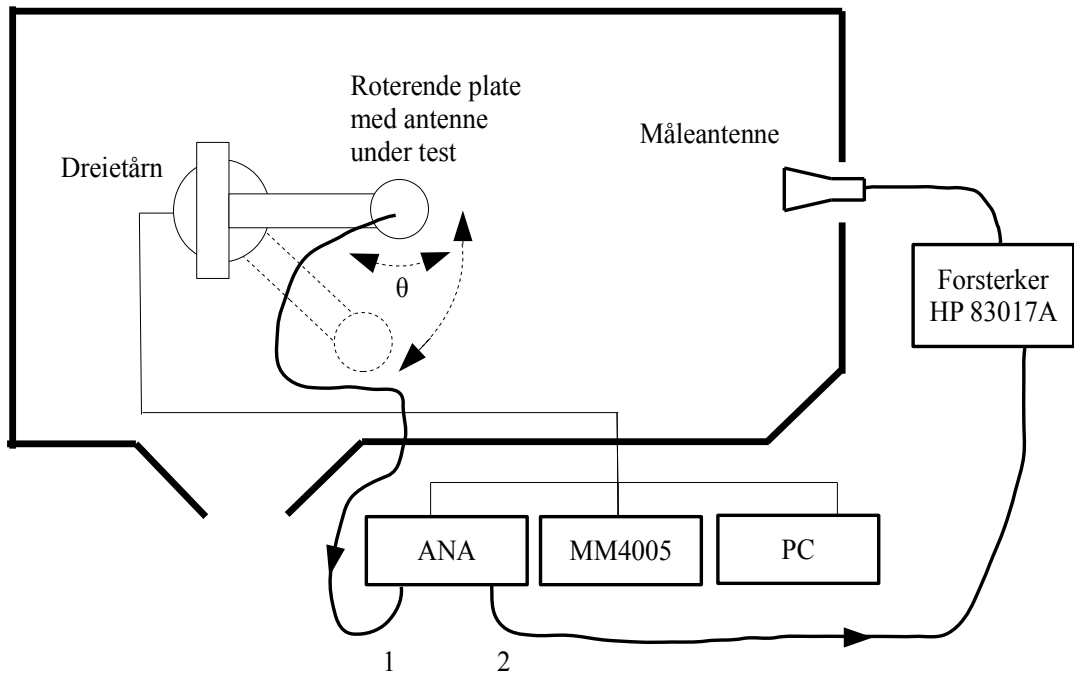 Roterende plate
med antenne
under test
Måleantenne
Dreietårn
θ
Forsterker
HP 83017A
ANA
MM4005
PC
1
2